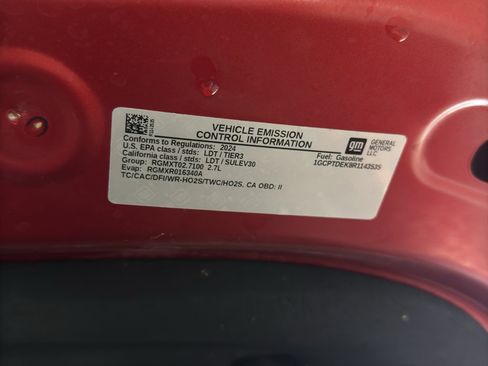 VEHICLE EMISSION
CONTROL INFORMATION
Conforms to Regulations: 2024
U.S. EPA class / stds: LDT / TIER3
California class / stds: LDT / SULEV30
Group: RGMXT02.7100 2.7L
Evap: RGMXR016340A
TC/CAC/DFI/WR-HO2S/TWC/HO2S, CA OBD: II
Fuel: Gasoline
1GCPTDEK8R1143535
gm
GENERAL
MOTORS
LLC